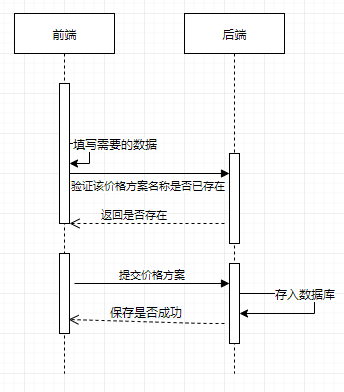 前端
后端
填写需要的数据
验证该价格方案名称是否已存在
返回是否存在
提交价格方案
存入数据库
保存是否成功